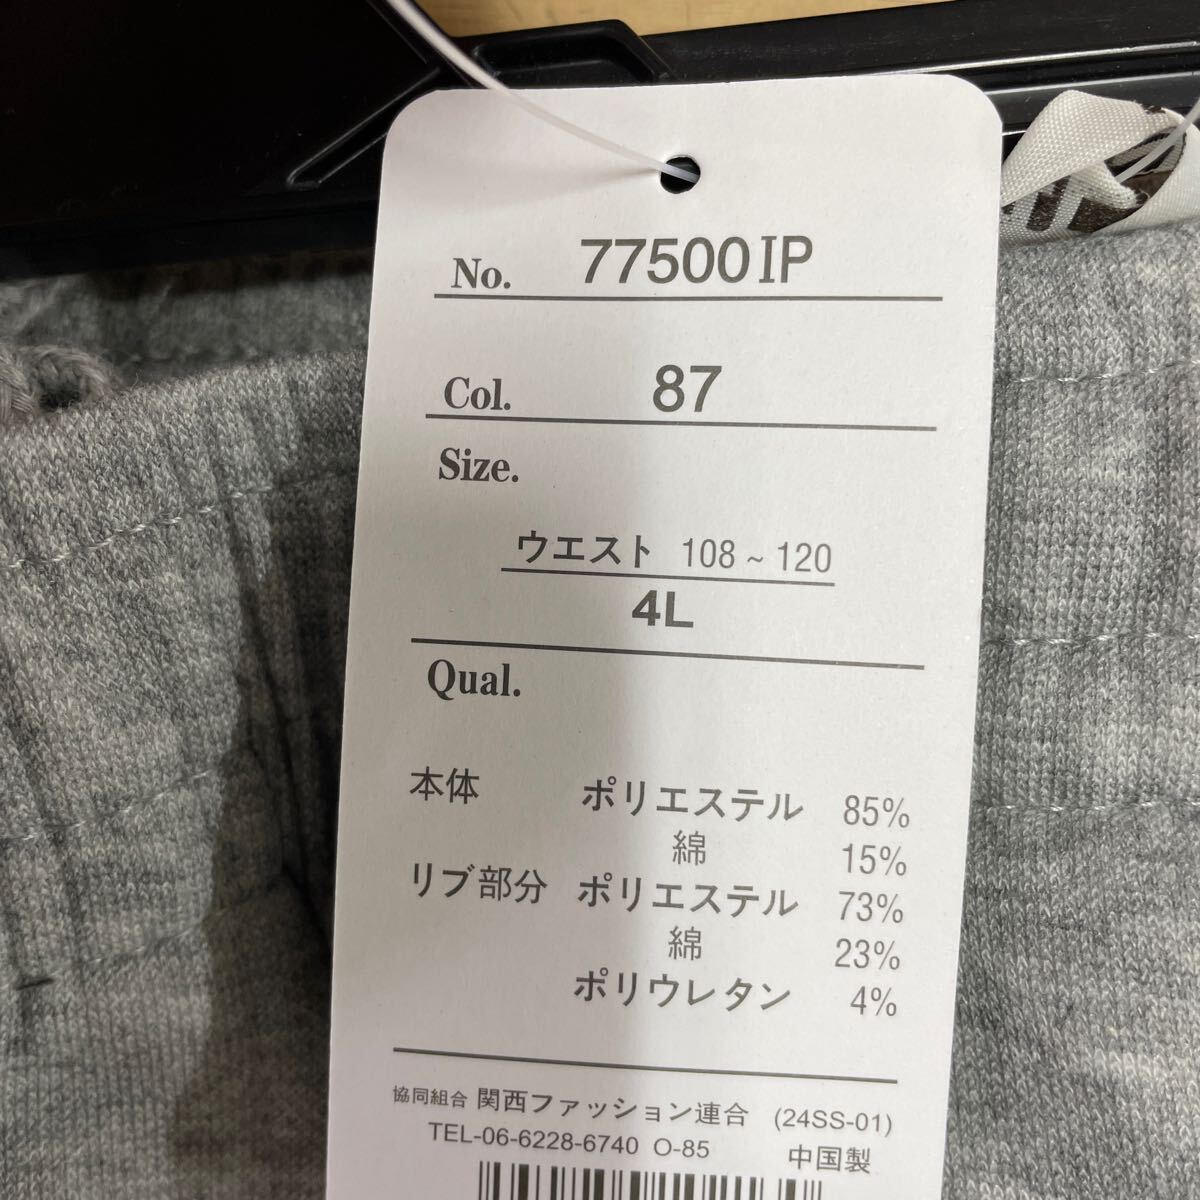 No. 77500IP
Col. 87
Size.
ウエスト 108~120
4L
Qual.
本体 ポリエステル 85%
綿 15%
リブ部分 ポリエステル 73%
綿 23%
ポリウレタン 4%
協同組合 関西ファッション連合 (24SS-01)
TEL-06-6228-6740 O-85 中国製